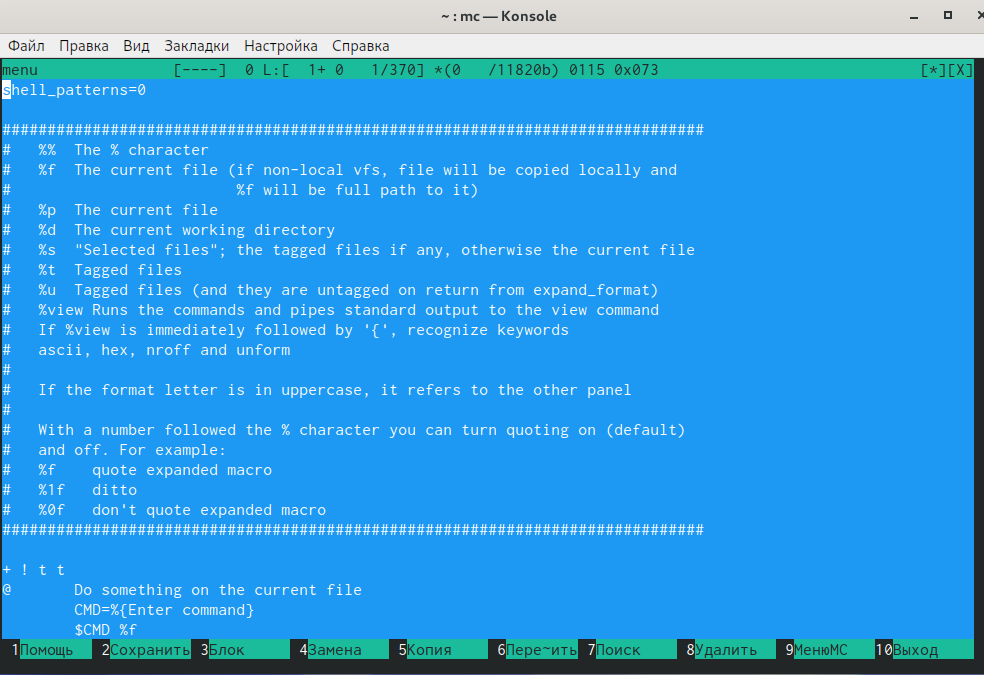 ~ : mc — Konsole
Файл Правка Вид Закладки Настройка Справка
menu [----] 0 L:[ 1+ 0 1/370] *(0 /11820b) 0115 0x073 [*][X]
shell_patterns=0
##############################################################################
# %% The % character
# %f The current file (if non-local vfs, file will be copied locally and
# %f will be full path to it)
# %p The current file
# %d The current working directory
# %s "Selected files"; the tagged files if any, otherwise the current file
# %t Tagged files
# %u Tagged files (and they are untagged on return from expand_format)
# %view Runs the commands and pipes standard output to the view command
# If %view is immediately followed by '{', recognize keywords
# ascii, hex, nroff and unform
#
# If the format letter is in uppercase, it refers to the other panel
#
# With a number followed the % character you can turn quoting on (default)
# and off. For example:
# %f quote expanded macro
# %1f ditto
# %0f don't quote expanded macro
##############################################################################
+ ! t t
@ Do something on the current file
CMD=%{Enter command}
$CMD %f
1Помощь 2Сохранить 3Блок 4Замена 5Копия 6Пере~ить 7Поиск 8Удалить 9МенюМС 10Выход